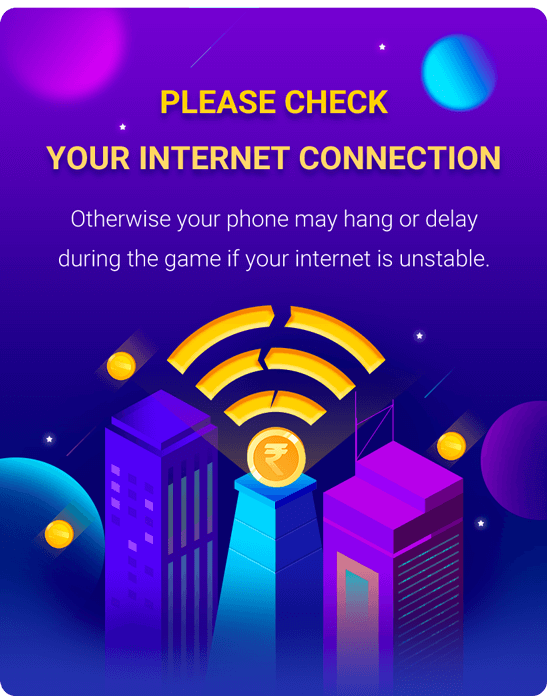 PLEASE CHECK
YOUR INTERNET CONNECTION
Otherwise your phone may hang or delay
during the game if your internet is unstable.
₹